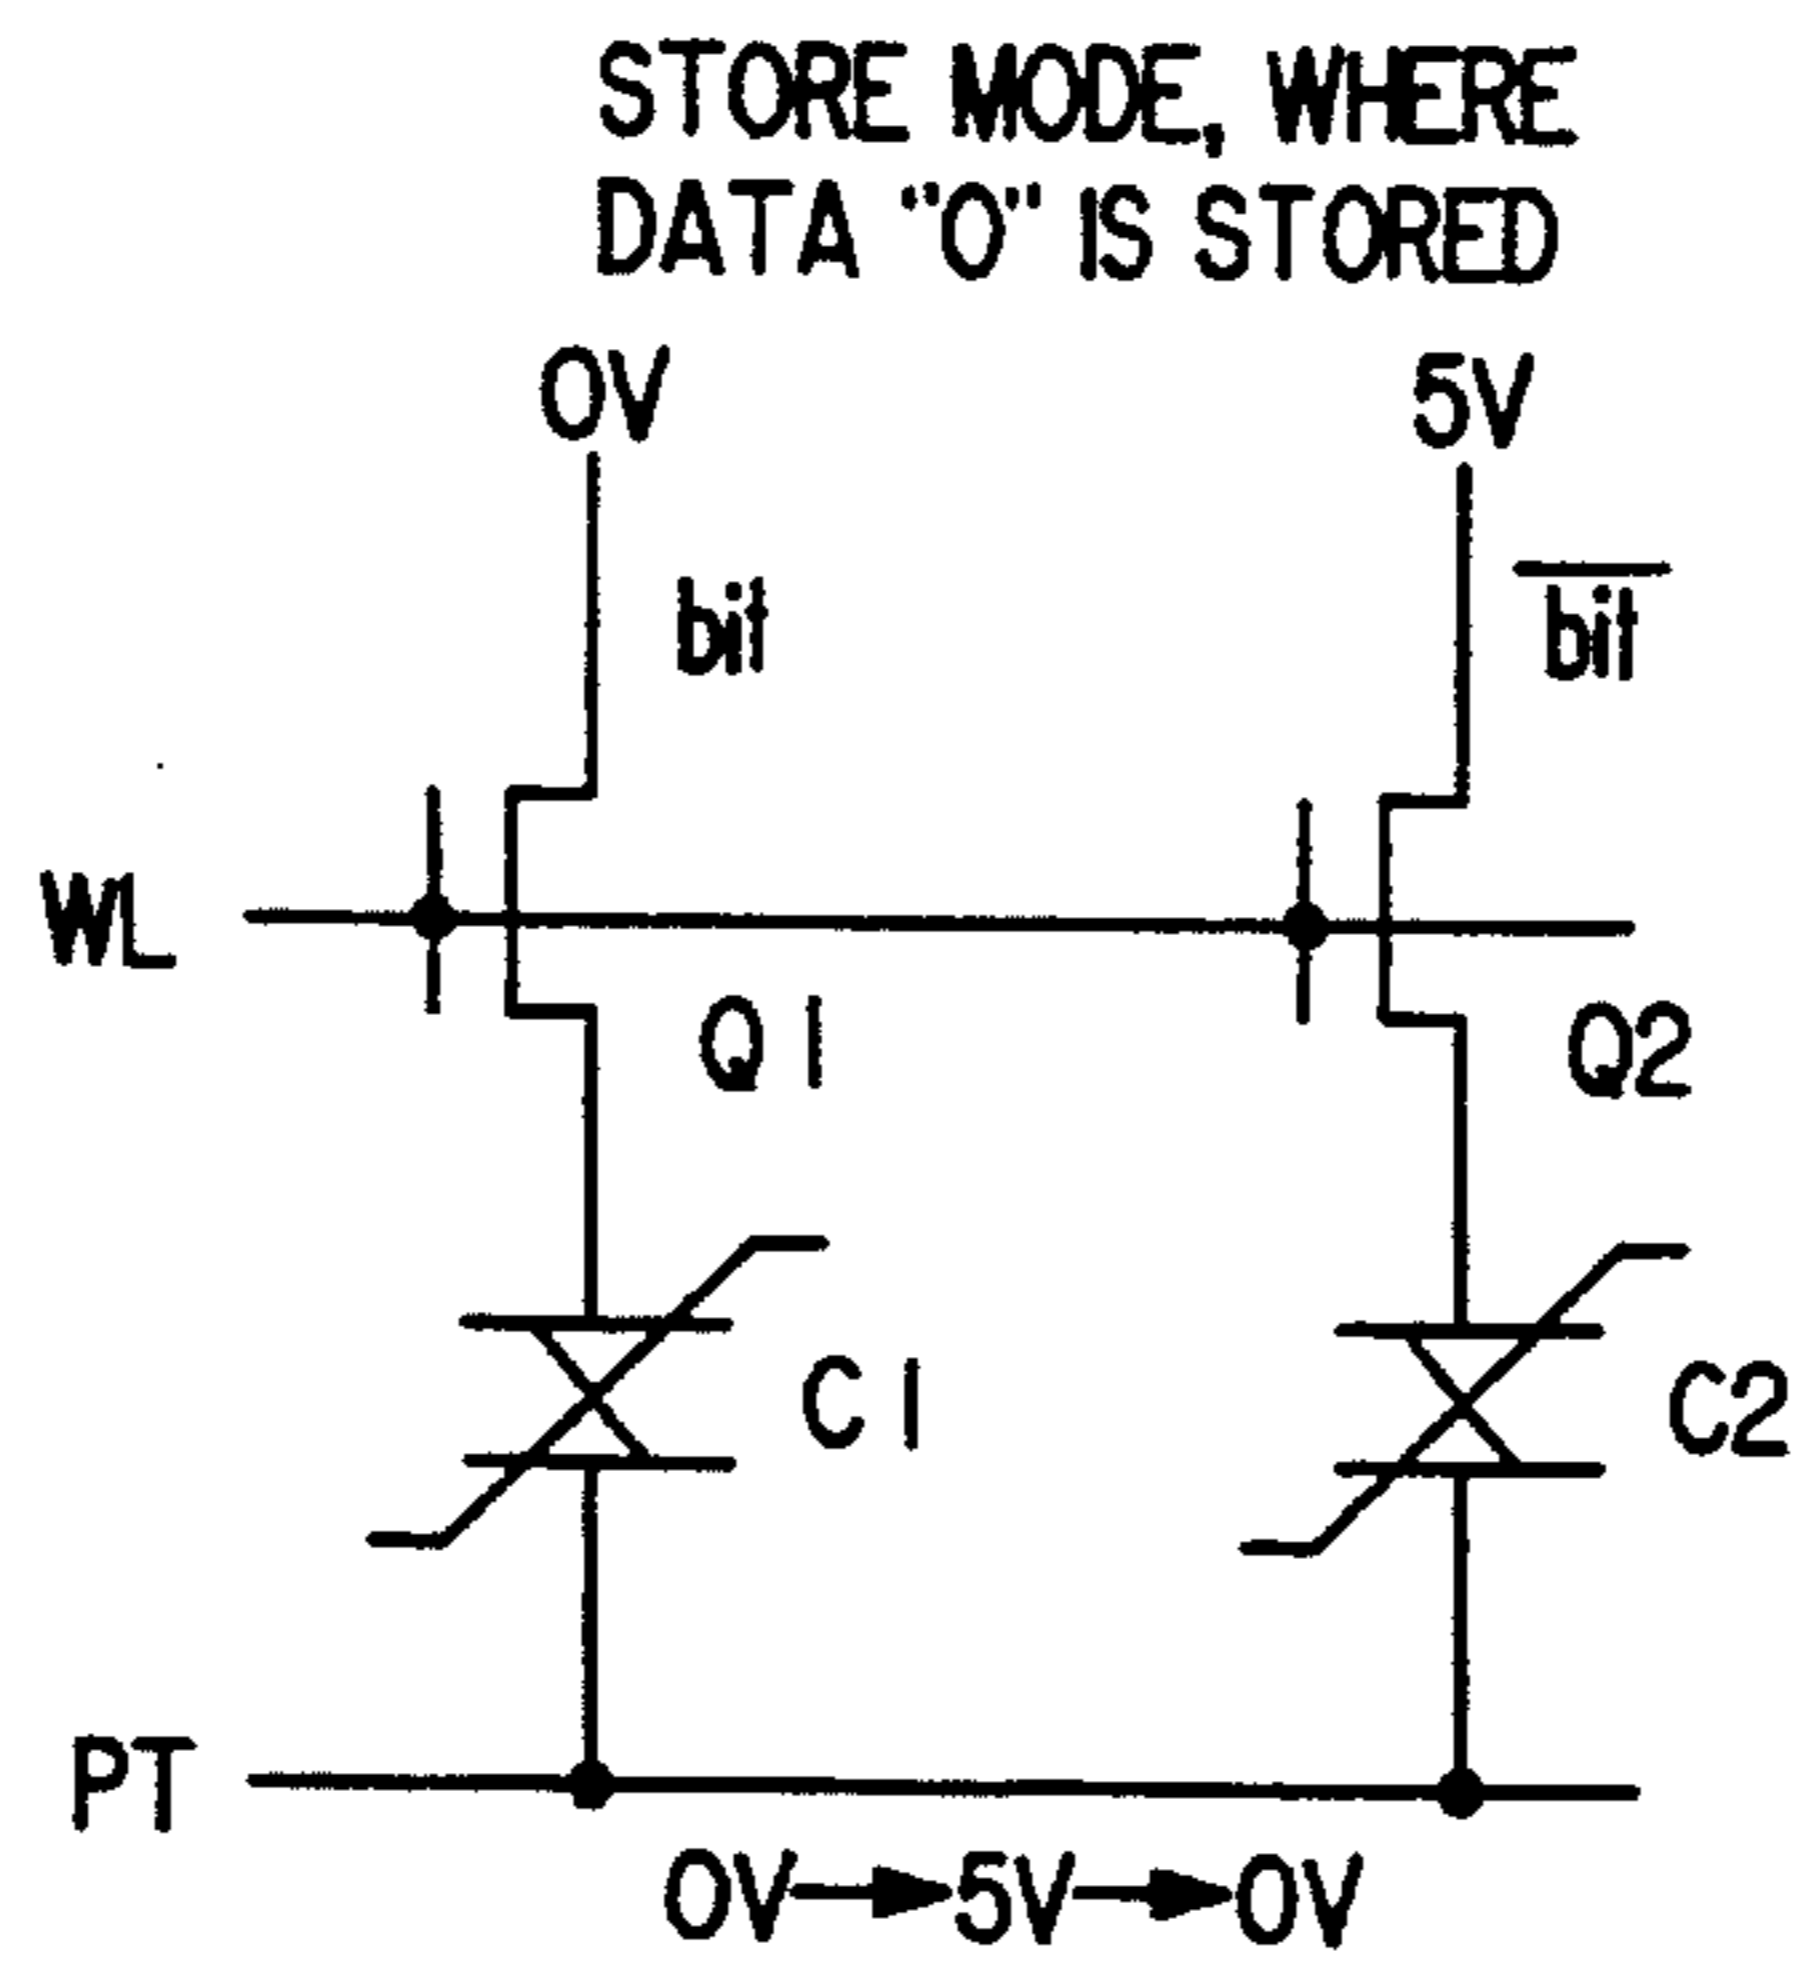 STORE MODE, WHERE
DATA "0" IS STORED
0V 5V
bit b̅i̅t̅
WL
Q1 Q2
C1 C2
PT
0V→5V→0V